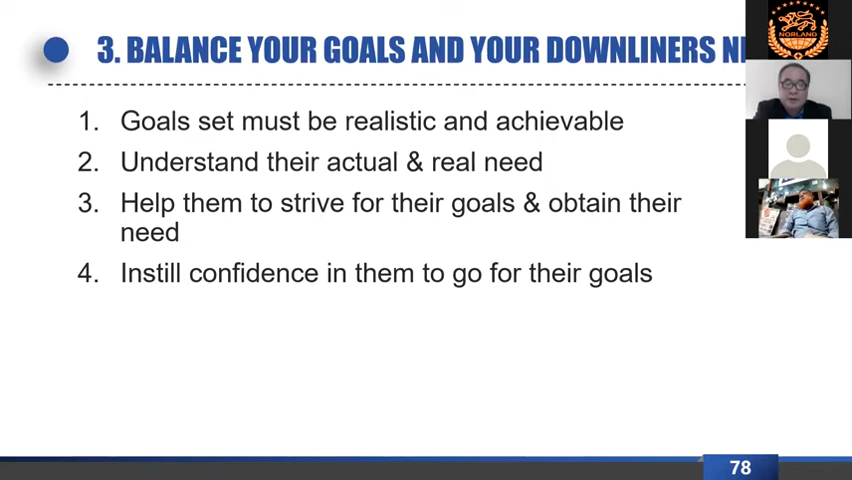 3. BALANCE YOUR GOALS AND YOUR DOWNLINERS
NORLAND
1. Goals set must be realistic and achievable
2. Understand their actual & real need
3. Help them to strive for their goals & obtain their
need
4. Instill confidence in them to go for their goals
78